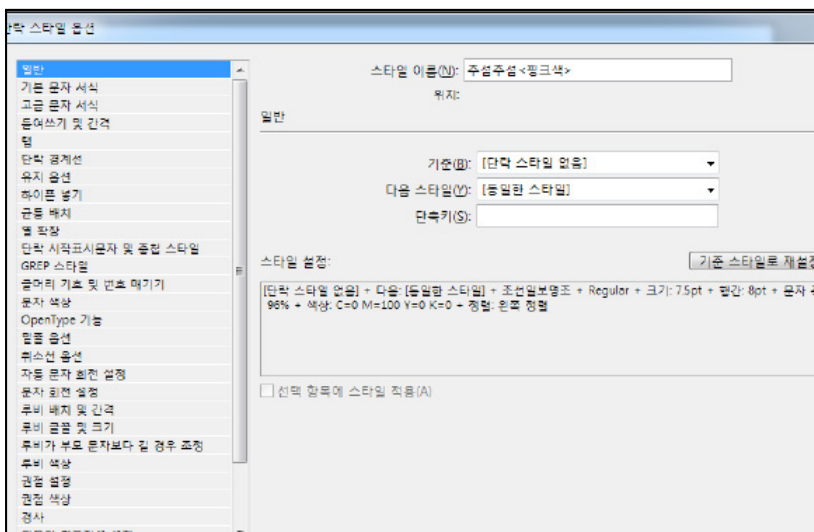 단락 스타일 옵션
일반
기본 문자 서식
고급 문자 서식
들여쓰기 및 간격
탭
단락 경계선
유지 옵션
하이픈 넣기
균등 배치
열 확장
단락 시작표시문자 및 중첩 스타일
GREP 스타일
글머리 기호 및 번호 매기기
문자 색상
OpenType 기능
밑줄 옵션
취소선 옵션
자동 문자 회전 설정
문자 회전 설정
루비 배치 및 간격
루비 글꼴 및 크기
루비가 부모 문자보다 길 경우 조정
루비 색상
권점 설정
권점 색상
경사
스타일 이름(N): 주섬주섬<핑크색>
위치:
일반
기준(B): [단락 스타일 없음]
다음 스타일(Y): [동일한 스타일]
단축키(S):
스타일 설정:
기준 스타일로 재설정
[단락 스타일 없음] + 다음: [동일한 스타일] + 조선일보명조 + Regular + 크기: 7.5pt + 행간: 8pt + 문자
96% + 색상: C=0 M=100 Y=0 K=0 + 정렬: 왼쪽 정렬
선택 항목에 스타일 적용(A)